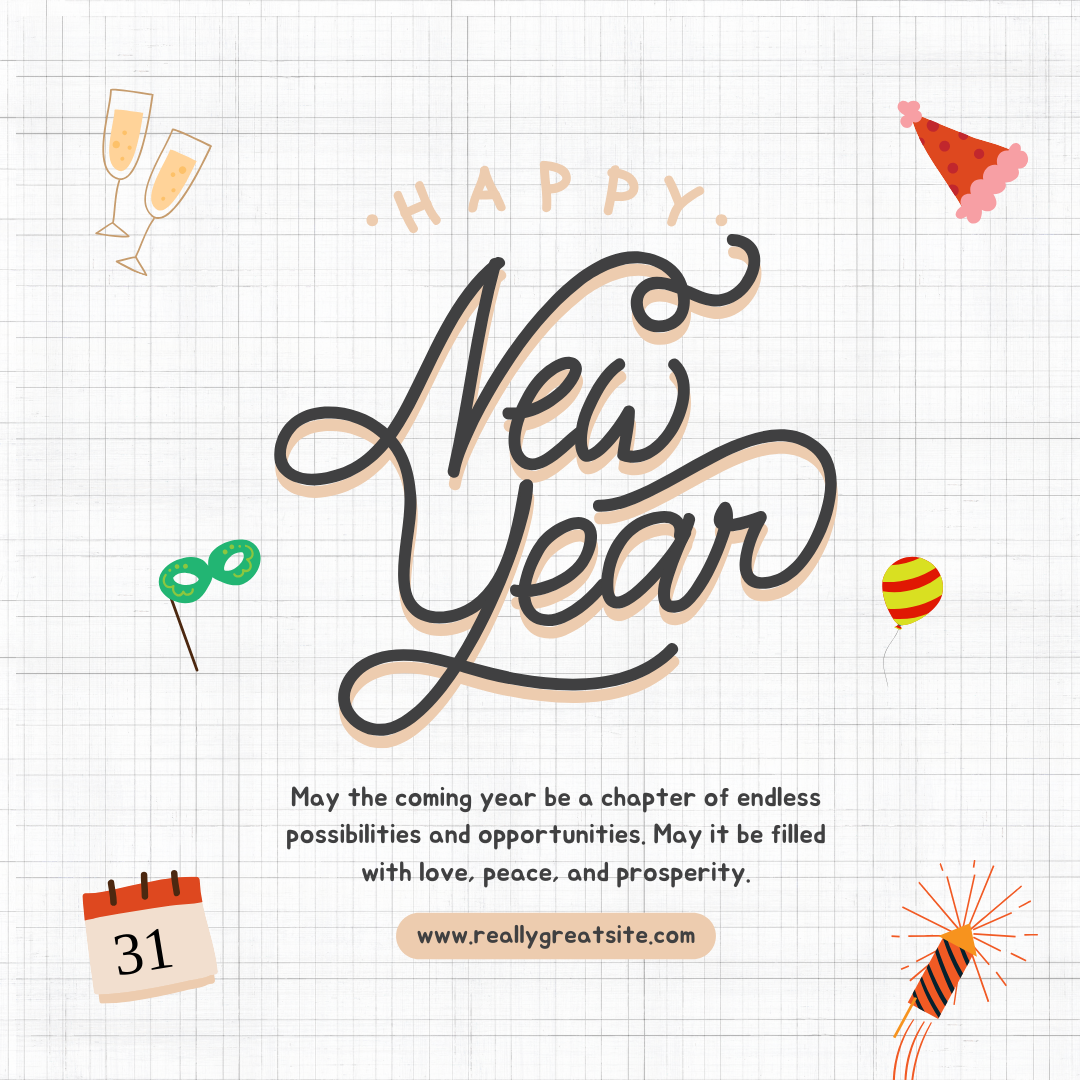 HAPPY
New
Year
May the coming year be a chapter of endless
possibilities and opportunities. May it be filled
with love, peace, and prosperity.
31
www.reallygreatsite.com